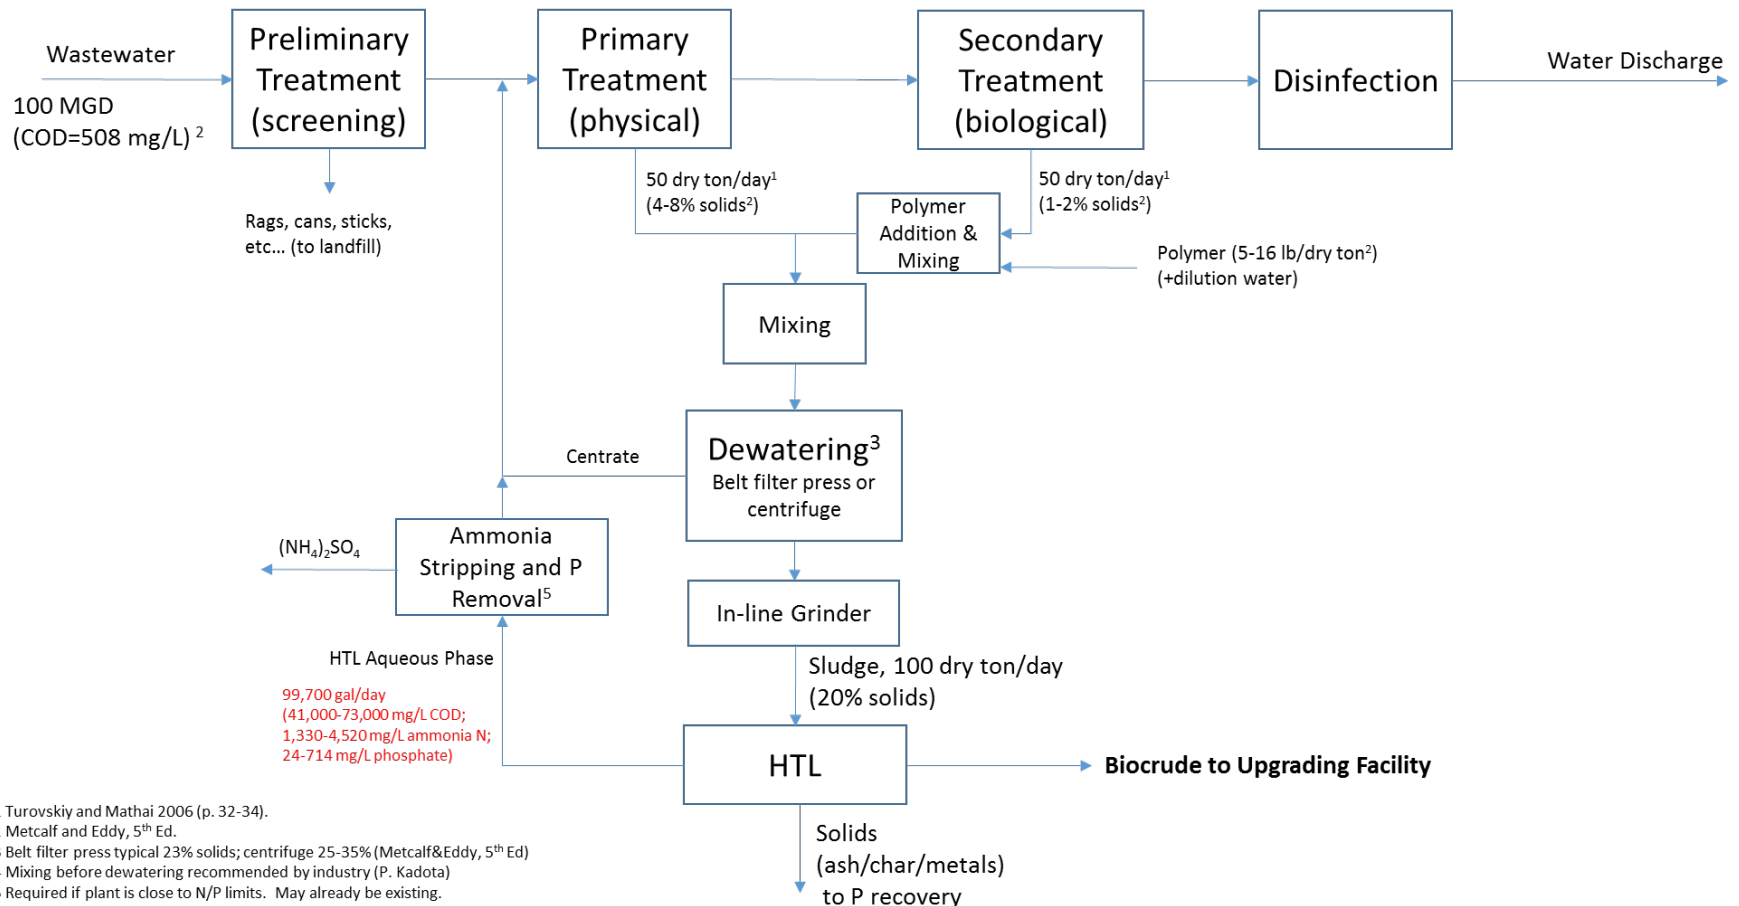 Wastewater
100 MGD
(COD=508 mg/L) ²
Preliminary
Treatment
(screening)
Primary
Treatment
(physical)
Secondary
Treatment
(biological)
Disinfection
Water Discharge
Rags, cans, sticks,
etc... (to landfill)
50 dry ton/day¹
(4-8% solids²)
50 dry ton/day¹
(1-2% solids²)
Polymer
Addition &
Mixing
Polymer (5-16 lb/dry ton²)
(+dilution water)
Mixing
Dewatering³
Belt filter press or
centrifuge
Centrate
Ammonia
Stripping and P
Removal⁵
(NH₄)₂SO₄
In-line Grinder
HTL Aqueous Phase
99,700 gal/day
(41,000-73,000 mg/L COD;
1,330-4,520 mg/L ammonia N;
24-714 mg/L phosphate)
Sludge, 100 dry ton/day
(20% solids)
HTL
Biocrude to Upgrading Facility
Solids
(ash/char/metals)
to P recovery
Turovskiy and Mathai 2006 (p. 32-34).
Metcalf and Eddy, 5ᵗʰ Ed.
Belt filter press typical 23% solids; centrifuge 25-35% (Metcalf&Eddy, 5ᵗʰ Ed)
Mixing before dewatering recommended by industry (P. Kadota)
Required if plant is close to N/P limits.  May already be existing.